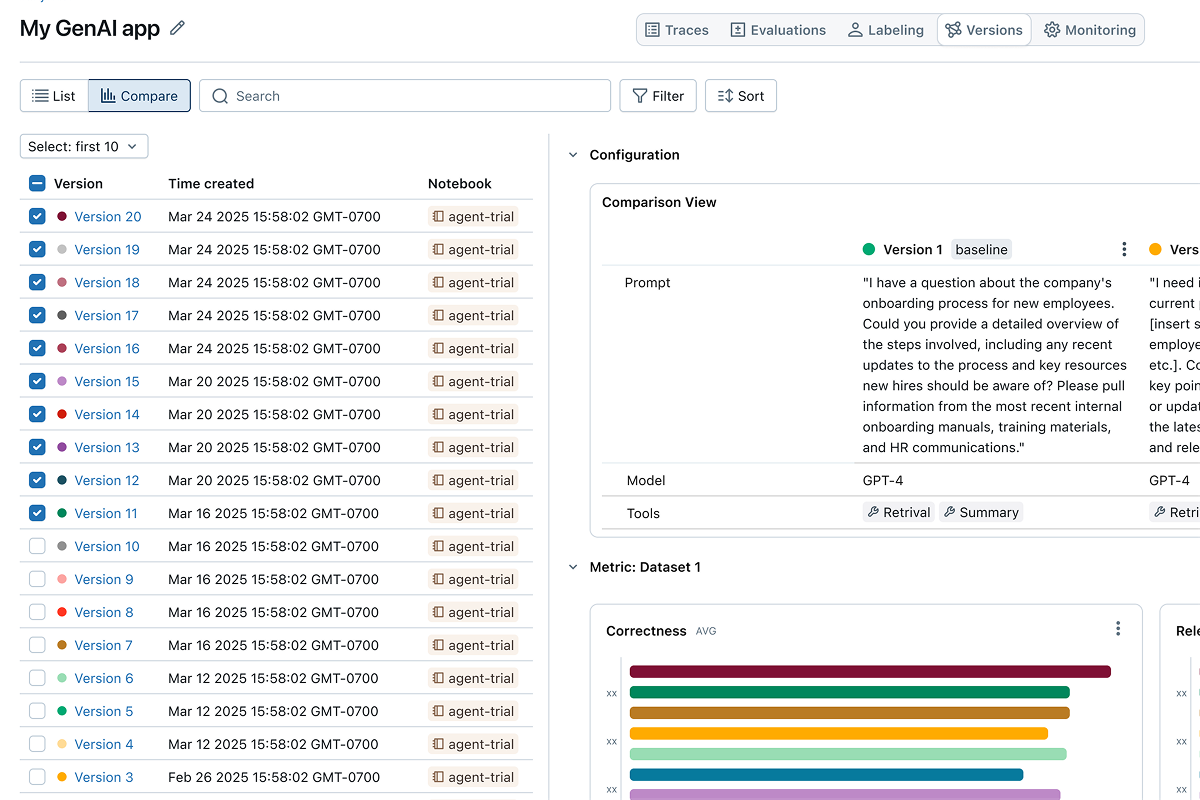 My GenAI app
Traces
Evaluations
Labeling
Versions
Monitoring
List
Compare
Search
Filter
Sort
Select: first 10
Version Time created Notebook
Version 20 Mar 24 2025 15:58:02 GMT-0700 agent-trial
Version 19 Mar 24 2025 15:58:02 GMT-0700 agent-trial
Version 18 Mar 24 2025 15:58:02 GMT-0700 agent-trial
Version 17 Mar 24 2025 15:58:02 GMT-0700 agent-trial
Version 16 Mar 24 2025 15:58:02 GMT-0700 agent-trial
Version 15 Mar 20 2025 15:58:02 GMT-0700 agent-trial
Version 14 Mar 20 2025 15:58:02 GMT-0700 agent-trial
Version 13 Mar 20 2025 15:58:02 GMT-0700 agent-trial
Version 12 Mar 20 2025 15:58:02 GMT-0700 agent-trial
Version 11 Mar 16 2025 15:58:02 GMT-0700 agent-trial
Version 10 Mar 16 2025 15:58:02 GMT-0700 agent-trial
Version 9 Mar 16 2025 15:58:02 GMT-0700 agent-trial
Version 8 Mar 16 2025 15:58:02 GMT-0700 agent-trial
Version 7 Mar 16 2025 15:58:02 GMT-0700 agent-trial
Version 6 Mar 12 2025 15:58:02 GMT-0700 agent-trial
Version 5 Mar 12 2025 15:58:02 GMT-0700 agent-trial
Version 4 Mar 12 2025 15:58:02 GMT-0700 agent-trial
Version 3 Feb 26 2025 15:58:02 GMT-0700 agent-trial
Configuration
Comparison View
Version 1 baseline
Prompt
"I have a question about the company's
onboarding process for new employees.
Could you provide a detailed overview of
the steps involved, including any recent
updates to the process and key resources
new hires should be aware of? Please pull
information from the most recent internal
onboarding manuals, training materials,
and HR communications."
Vers
"I need
current
[insert s
employe
etc.]. Co
key poin
or updat
the lates
and rele
Model GPT-4 GPT-4
Tools Retrival Summary Retri
Metric: Dataset 1
Correctness AVG
xx
xx
xx
Rele
xx
xx
xx